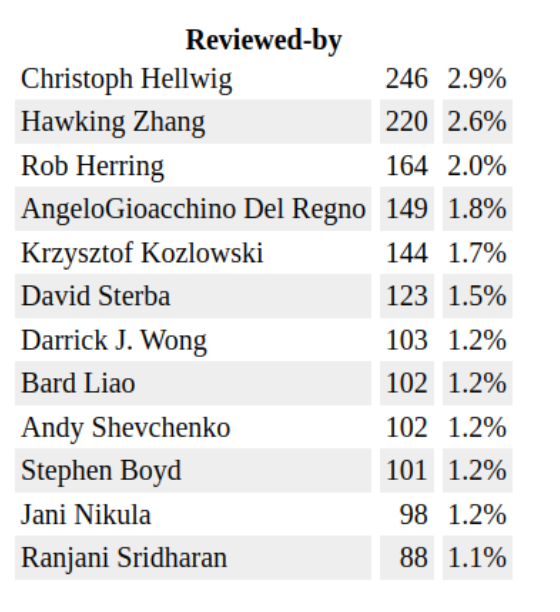 Reviewed-by
Christoph Hellwig 246 2.9%
Hawking Zhang 220 2.6%
Rob Herring 164 2.0%
AngeloGioacchino Del Regno 149 1.8%
Krzysztof Kozlowski 144 1.7%
David Sterba 123 1.5%
Darrick J. Wong 103 1.2%
Bard Liao 102 1.2%
Andy Shevchenko 102 1.2%
Stephen Boyd 101 1.2%
Jani Nikula 98 1.2%
Ranjani Sridharan 88 1.1%